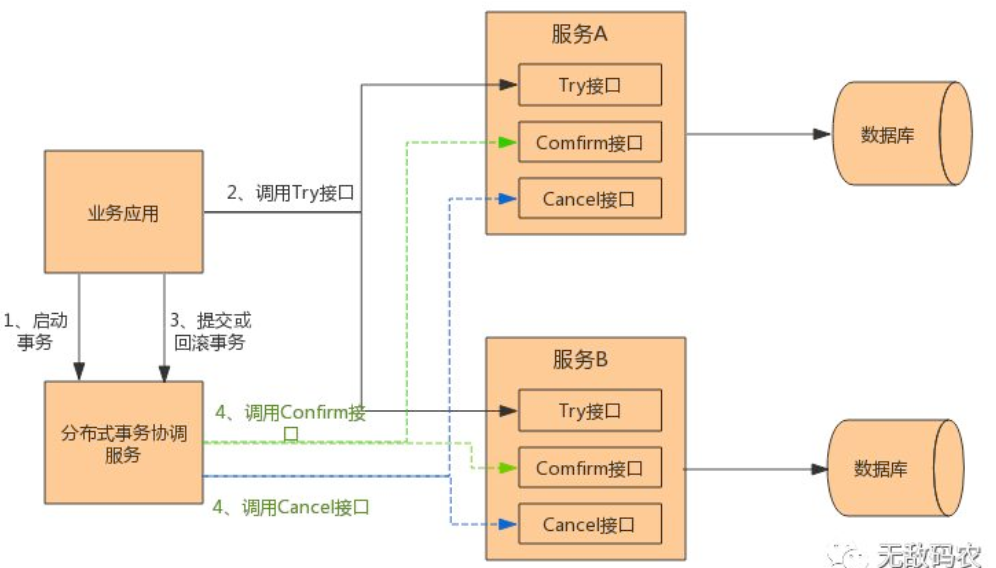 服务A
Try接口
Comfirm接口
Cancel接口
数据库
2、调用Try接口
业务应用
1、启动
事务
3、提交或
回滚事务
服务B
Try接口
Comfirm接口
Cancel接口
数据库
4、调用Confirm接
口
分布式事务协调
服务
4、调用Cancel接口
无敌码农